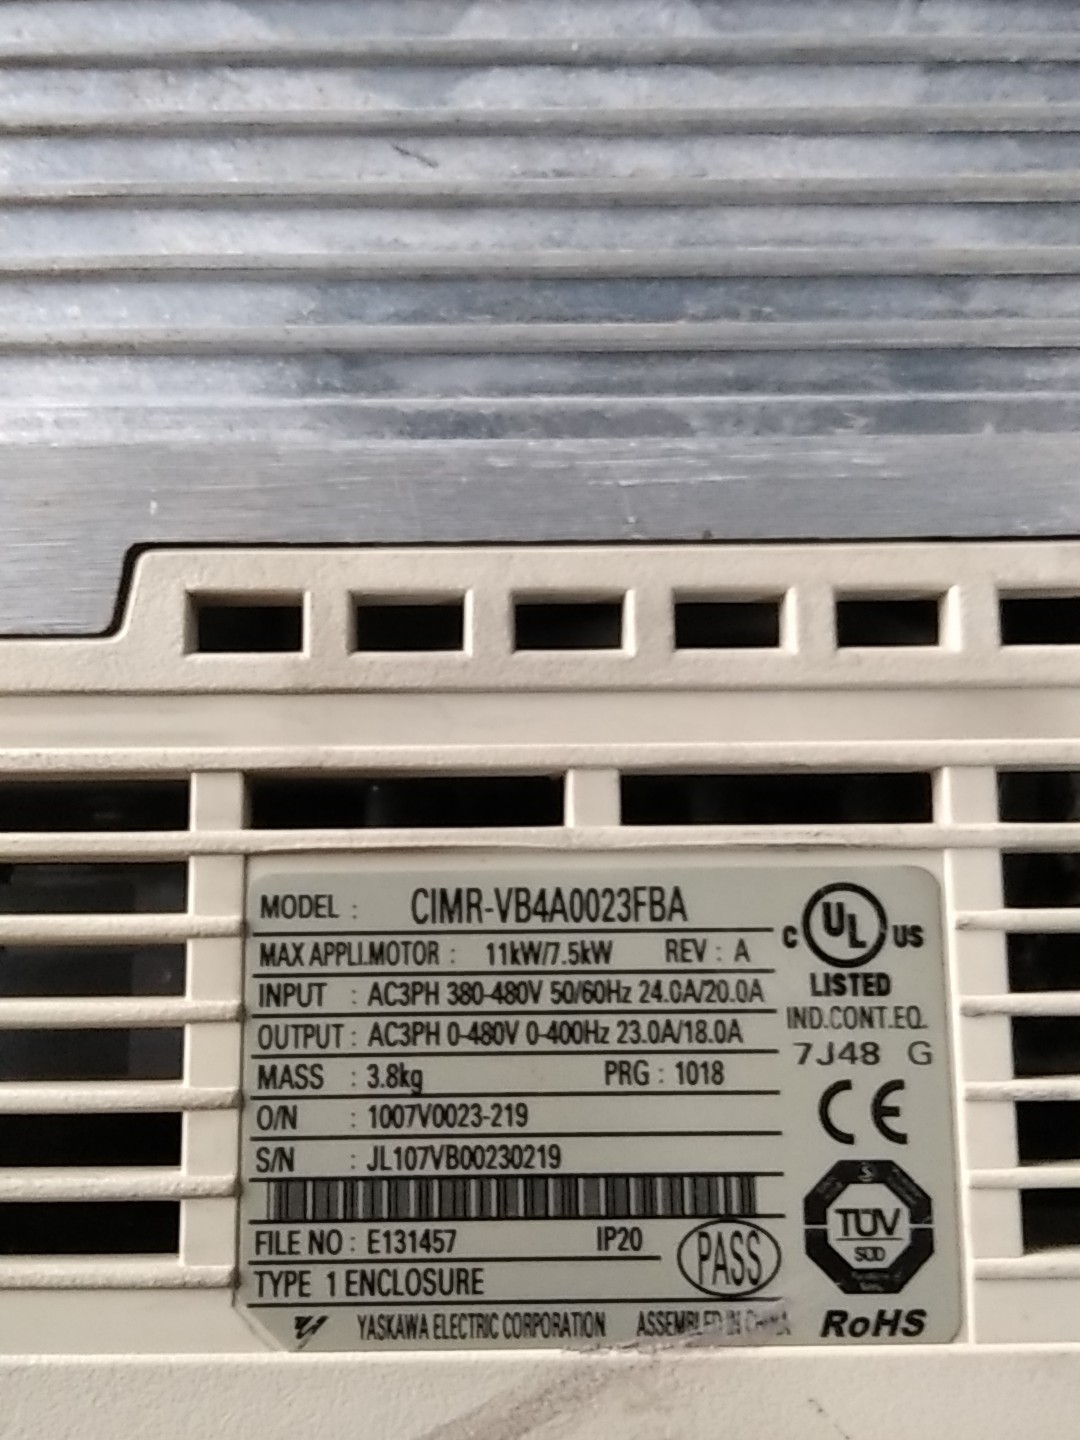 MODEL : CIMR-VB4A0023FBA
MAX APPLI.MOTOR : 11kW/7.5kW REV : A
INPUT : AC3PH 380-480V 50/60Hz 24.0A/20.0A
OUTPUT : AC3PH 0-480V 0-400Hz 23.0A/18.0A
MASS : 3.8kg PRG : 1018
O/N : 1007V0023-219
S/N : JL107VB00230219
FILE NO : E131457 IP20
TYPE 1 ENCLOSURE
PASS
YASKAWA ELECTRIC CORPORATION ASSEMBLED IN CHINA
C UL US
LISTED
IND.CONT.EQ.
7J48 G
CE
TÜV
SÜD
RoHS